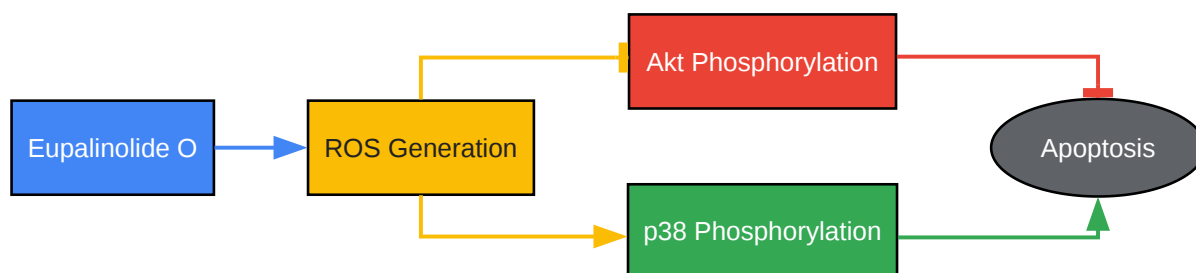 Akt Phosphorylation
Eupalinolide O
ROS Generation
Apoptosis
p38 Phosphorylation